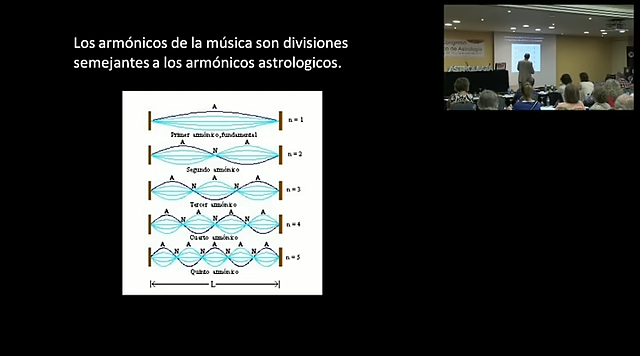 Los armónicos de la música son divisiones
semejantes a los armónicos astrologicos.
A
n = 1
Primer armónico,fundamental
A N A
n = 2
Segundo armónico
A N A N A
n = 3
Tercer armónico
A N A N A N A
n = 4
Cuarto armónico
A N A N A N A N A
n = 5
Quinto armónico
L
ASTROLOGÍA